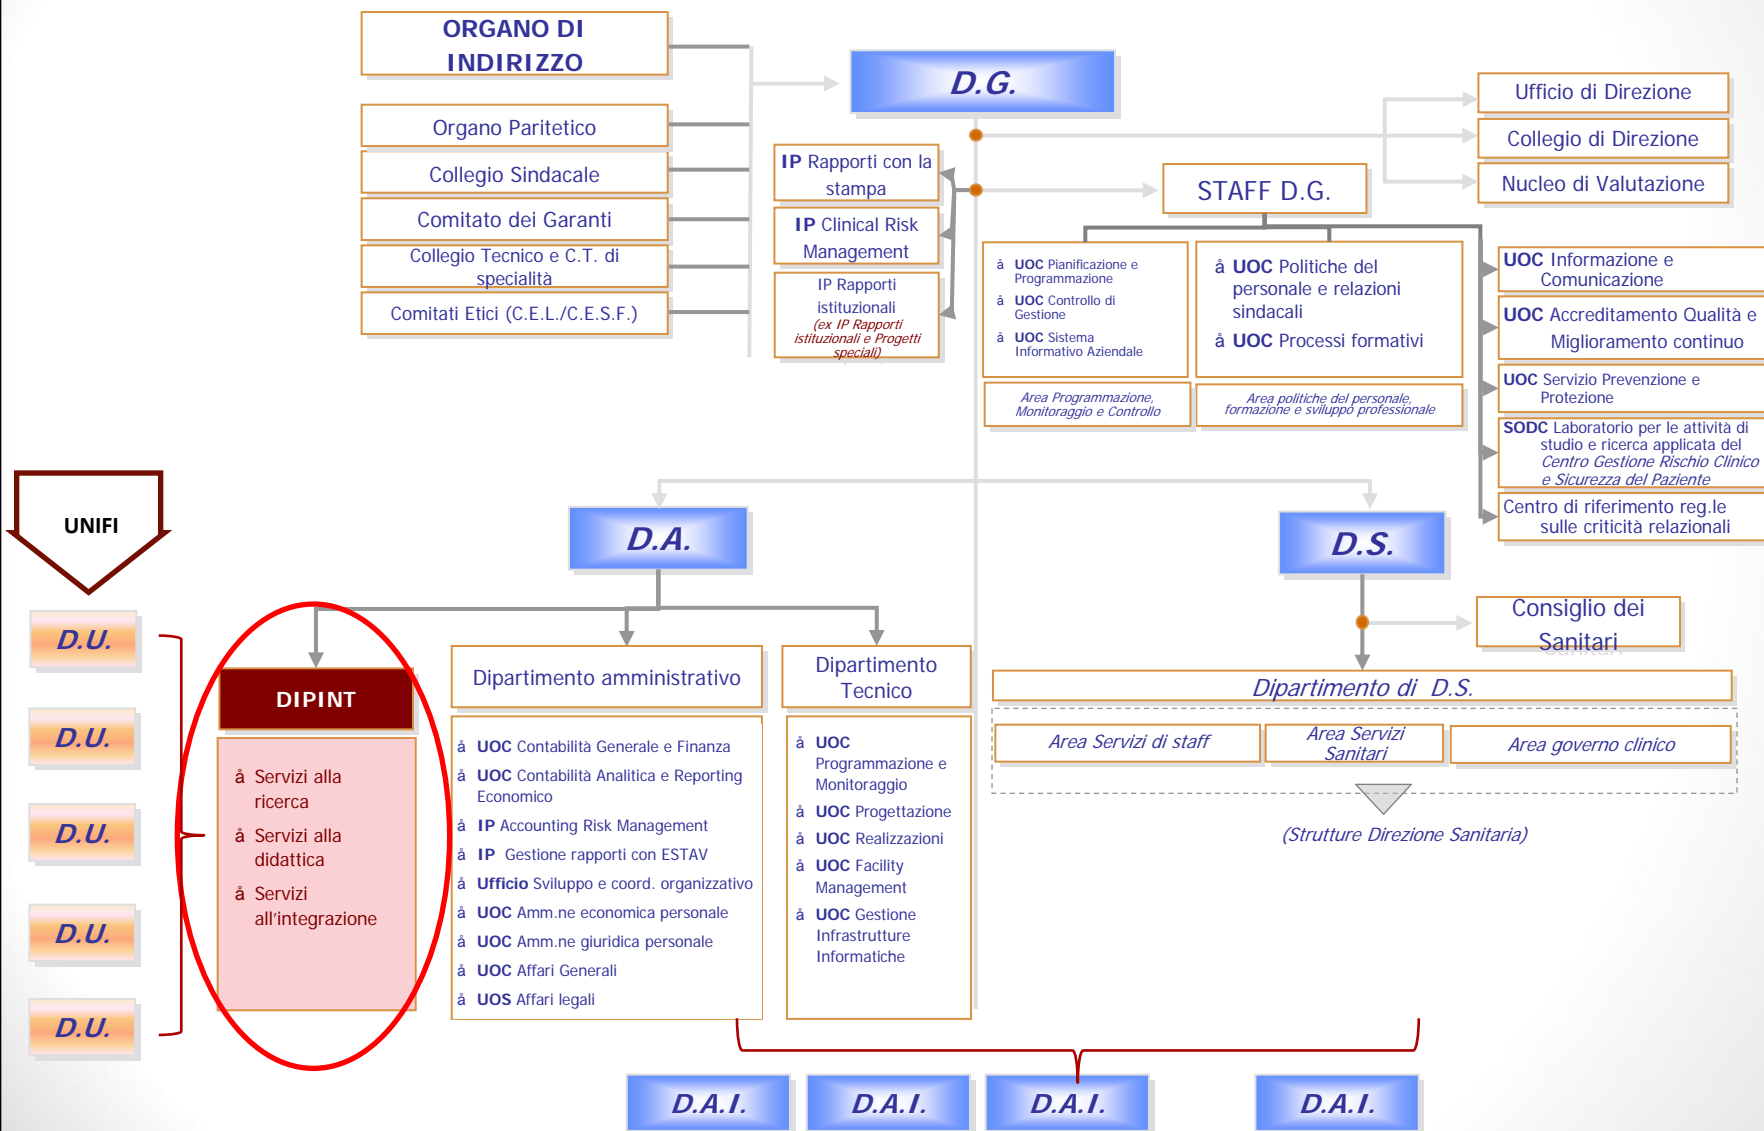 ORGANO DI
INDIRIZZO
Organo Paritetico
Collegio Sindacale
Comitato dei Garanti
Collegio Tecnico e C.T. di
specialità
Comitati Etici (C.E.L./C.E.S.F.)
D.G.
IP Rapporti con la
stampa
IP Clinical Risk
Management
IP Rapporti
istituzionali
(ex IP Rapporti
istituzionali e Progetti
speciali)
Ufficio di Direzione
Collegio di Direzione
Nucleo di Valutazione
STAFF D.G.
å UOC Pianificazione e
Programmazione
å UOC Controllo di
Gestione
å UOC Sistema
Informativo Aziendale
Area Programmazione,
Monitoraggio e Controllo
å UOC Politiche del
personale e relazioni
sindacali
å UOC Processi formativi
Area politiche del personale,
formazione e sviluppo professionale
UOC Informazione e
Comunicazione
UOC Accreditamento Qualità e
Miglioramento continuo
UOC Servizio Prevenzione e
Protezione
SODC Laboratorio per le attività di
studio e ricerca applicata del
Centro Gestione Rischio Clinico
e Sicurezza del Paziente
Centro di riferimento reg.le
sulle criticità relazionali
UNIFI
D.U.
D.U.
D.U.
D.U.
D.U.
D.A.
D.S.
DIPINT
å Servizi alla
ricerca
å Servizi alla
didattica
å Servizi
all'integrazione
Dipartimento amministrativo
å UOC Contabilità Generale e Finanza
å UOC Contabilità Analitica e Reporting
Economico
å IP Accounting Risk Management
å IP Gestione rapporti con ESTAV
å Ufficio Sviluppo e coord. organizzativo
å UOC Amm.ne economica personale
å UOC Amm.ne giuridica personale
å UOC Affari Generali
å UOS Affari legali
Dipartimento
Tecnico
å UOC
Programmazione e
Monitoraggio
å UOC Progettazione
å UOC Realizzazioni
å UOC Facility
Management
å UOC Gestione
Infrastrutture
Informatiche
Consiglio dei
Sanitari
Dipartimento di D.S.
Area Servizi di staff
Area Servizi
Sanitari
Area governo clinico
(Strutture Direzione Sanitaria)
D.A.I.
D.A.I.
D.A.I.
D.A.I.